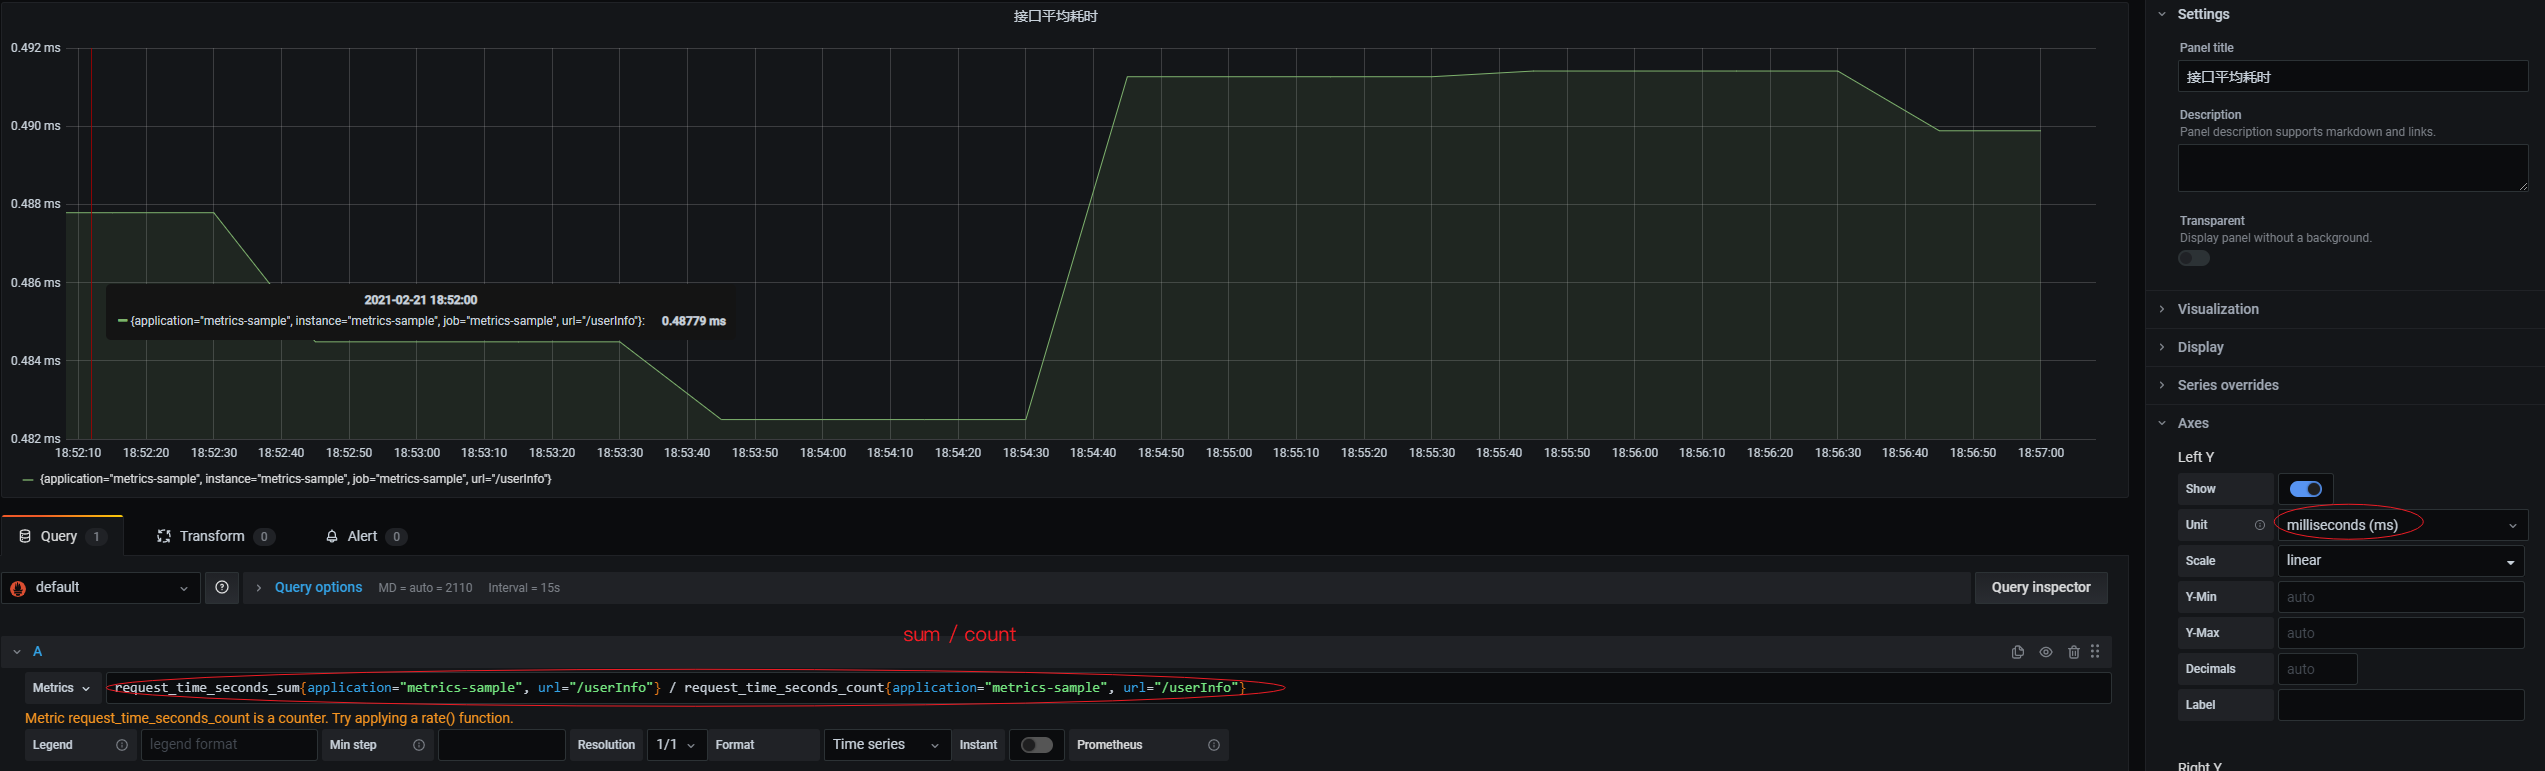 接口平均耗时
0.492 ms
0.490 ms
0.488 ms
0.486 ms
0.484 ms
0.482 ms
2021-02-21 18:52:00
{application="metrics-sample", instance="metrics-sample", job="metrics-sample", url="/userInfo"}: 0.48779 ms
18:52:10 18:52:20 18:52:30 18:52:40 18:52:50 18:53:00 18:53:10 18:53:20 18:53:30 18:53:40 18:53:50 18:54:00 18:54:10 18:54:20 18:54:30 18:54:40 18:54:50 18:55:00 18:55:10 18:55:20 18:55:30 18:55:40 18:55:50 18:56:00 18:56:10 18:56:20 18:56:30 18:56:40 18:56:50 18:57:00
{application="metrics-sample", instance="metrics-sample", job="metrics-sample", url="/userInfo"}
Query 1 Transform 0 Alert 0
default Query options MD = auto = 2110 Interval = 15s Query inspector
sum / count
A
Metrics request_time_seconds_sum{application="metrics-sample", url="/userInfo"} / request_time_seconds_count{application="metrics-sample", url="/userInfo"}
Metric request_time_seconds_count is a counter. Try applying a rate() function.
Legend legend format Min step Resolution 1/1 Format Time series Instant Prometheus
Settings
Panel title
接口平均耗时
Description
Panel description supports markdown and links.
Transparent
Display panel without a background.
Visualization
Display
Series overrides
Axes
Left Y
Show
Unit milliseconds (ms)
Scale linear
Y-Min auto
Y-Max auto
Decimals auto
Label
Right Y